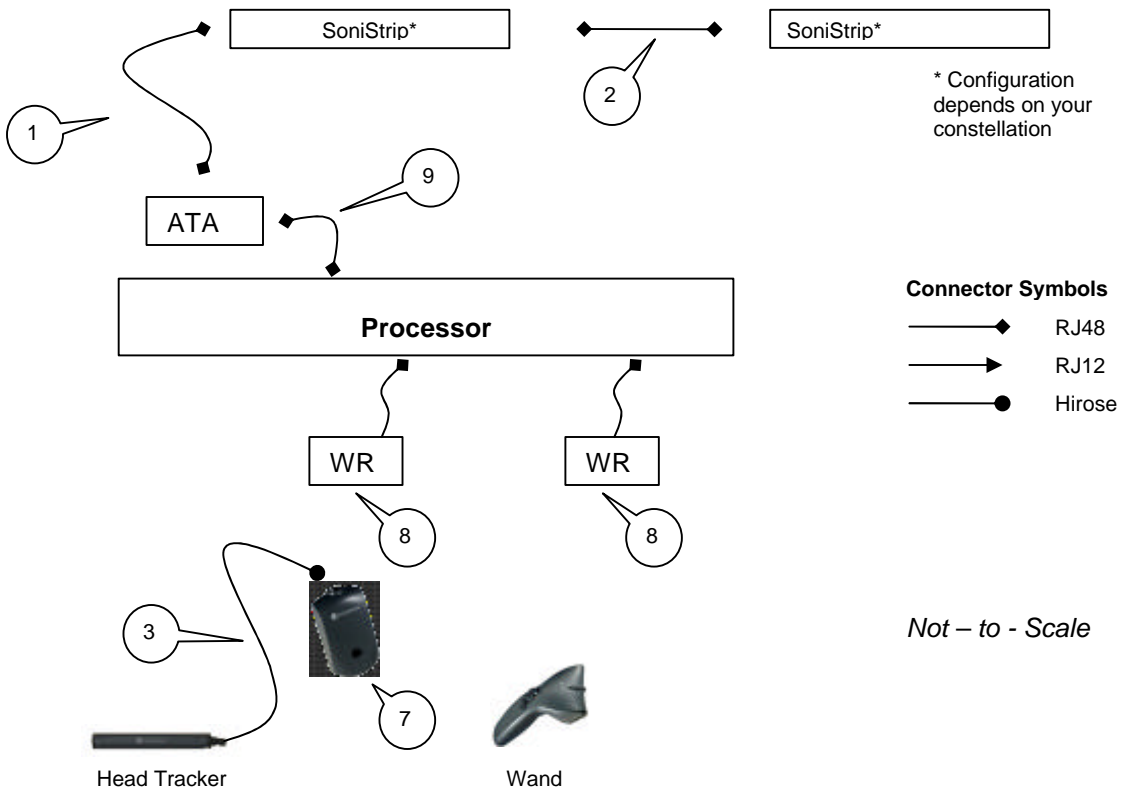 SoniStrip*
SoniStrip*
2
* Configuration
depends on your
constellation
1
9
ATA
Connector Symbols
Processor
RJ48
RJ12
Hirose
WR
WR
8
8
3
Not – to - Scale
7
Head Tracker
Wand